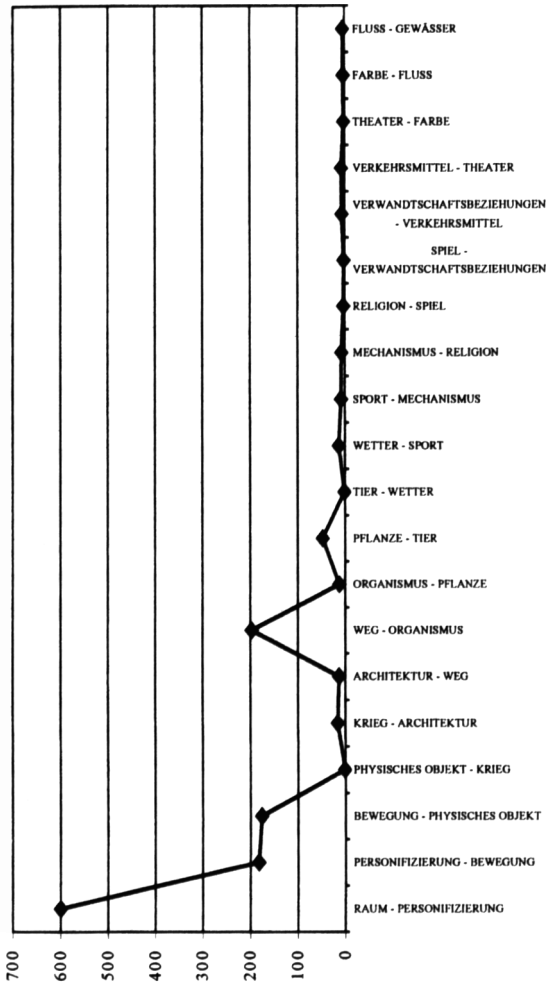 FLUSS - GEWÄSSER
FARBE - FLUSS
THEATER - FARBE
VERKEHRSMITTEL - THEATER
VERWANDTSCHAFTSBEZIEHUNGEN
- VERKEHRSMITTEL
SPIEL -
VERWANDTSCHAFTSBEZIEHUNGEN
RELIGION - SPIEL
MECHANISMUS - RELIGION
SPORT - MECHANISMUS
WETTER - SPORT
TIER - WETTER
PFLANZE - TIER
ORGANISMUS - PFLANZE
WEG - ORGANISMUS
ARCHITEKTUR - WEG
KRIEG - ARCHITEKTUR
PHYSISCHES OBJEKT - KRIEG
BEWEGUNG - PHYSISCHES OBJEKT
PERSONIFIZIERUNG - BEWEGUNG
RAUM - PERSONIFIZIERUNG
700 600 500 400 300 200 100 0